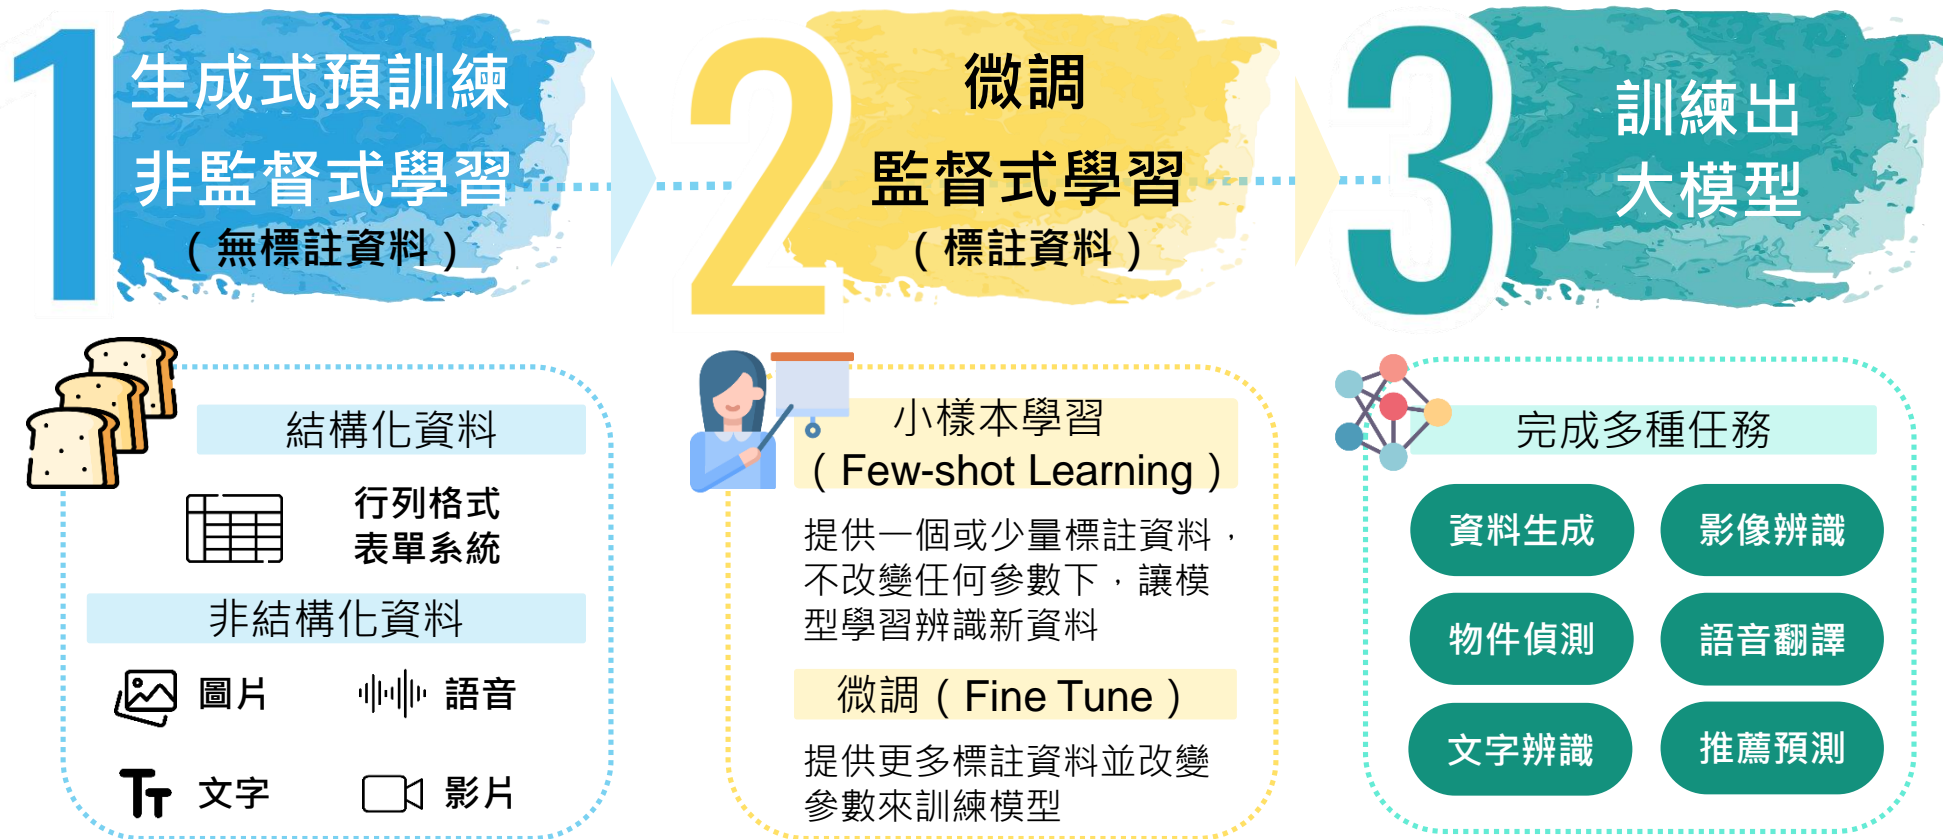 1
生成式預訓練
非監督式學習
（無標註資料）
結構化資料
行列格式
表單系統
非結構化資料
圖片
語音
TT
文字
影片
2
微調
監督式學習
（標註資料）
小樣本學習
（Few-shot Learning）
提供一個或少量標註資料，
不改變任何參數下，讓模
型學習辨識新資料
微調（Fine Tune）
提供更多標註資料並改變
參數來訓練模型
3
訓練出
大模型
完成多種任務
資料生成
影像辨識
物件偵測
語音翻譯
文字辨識
推薦預測